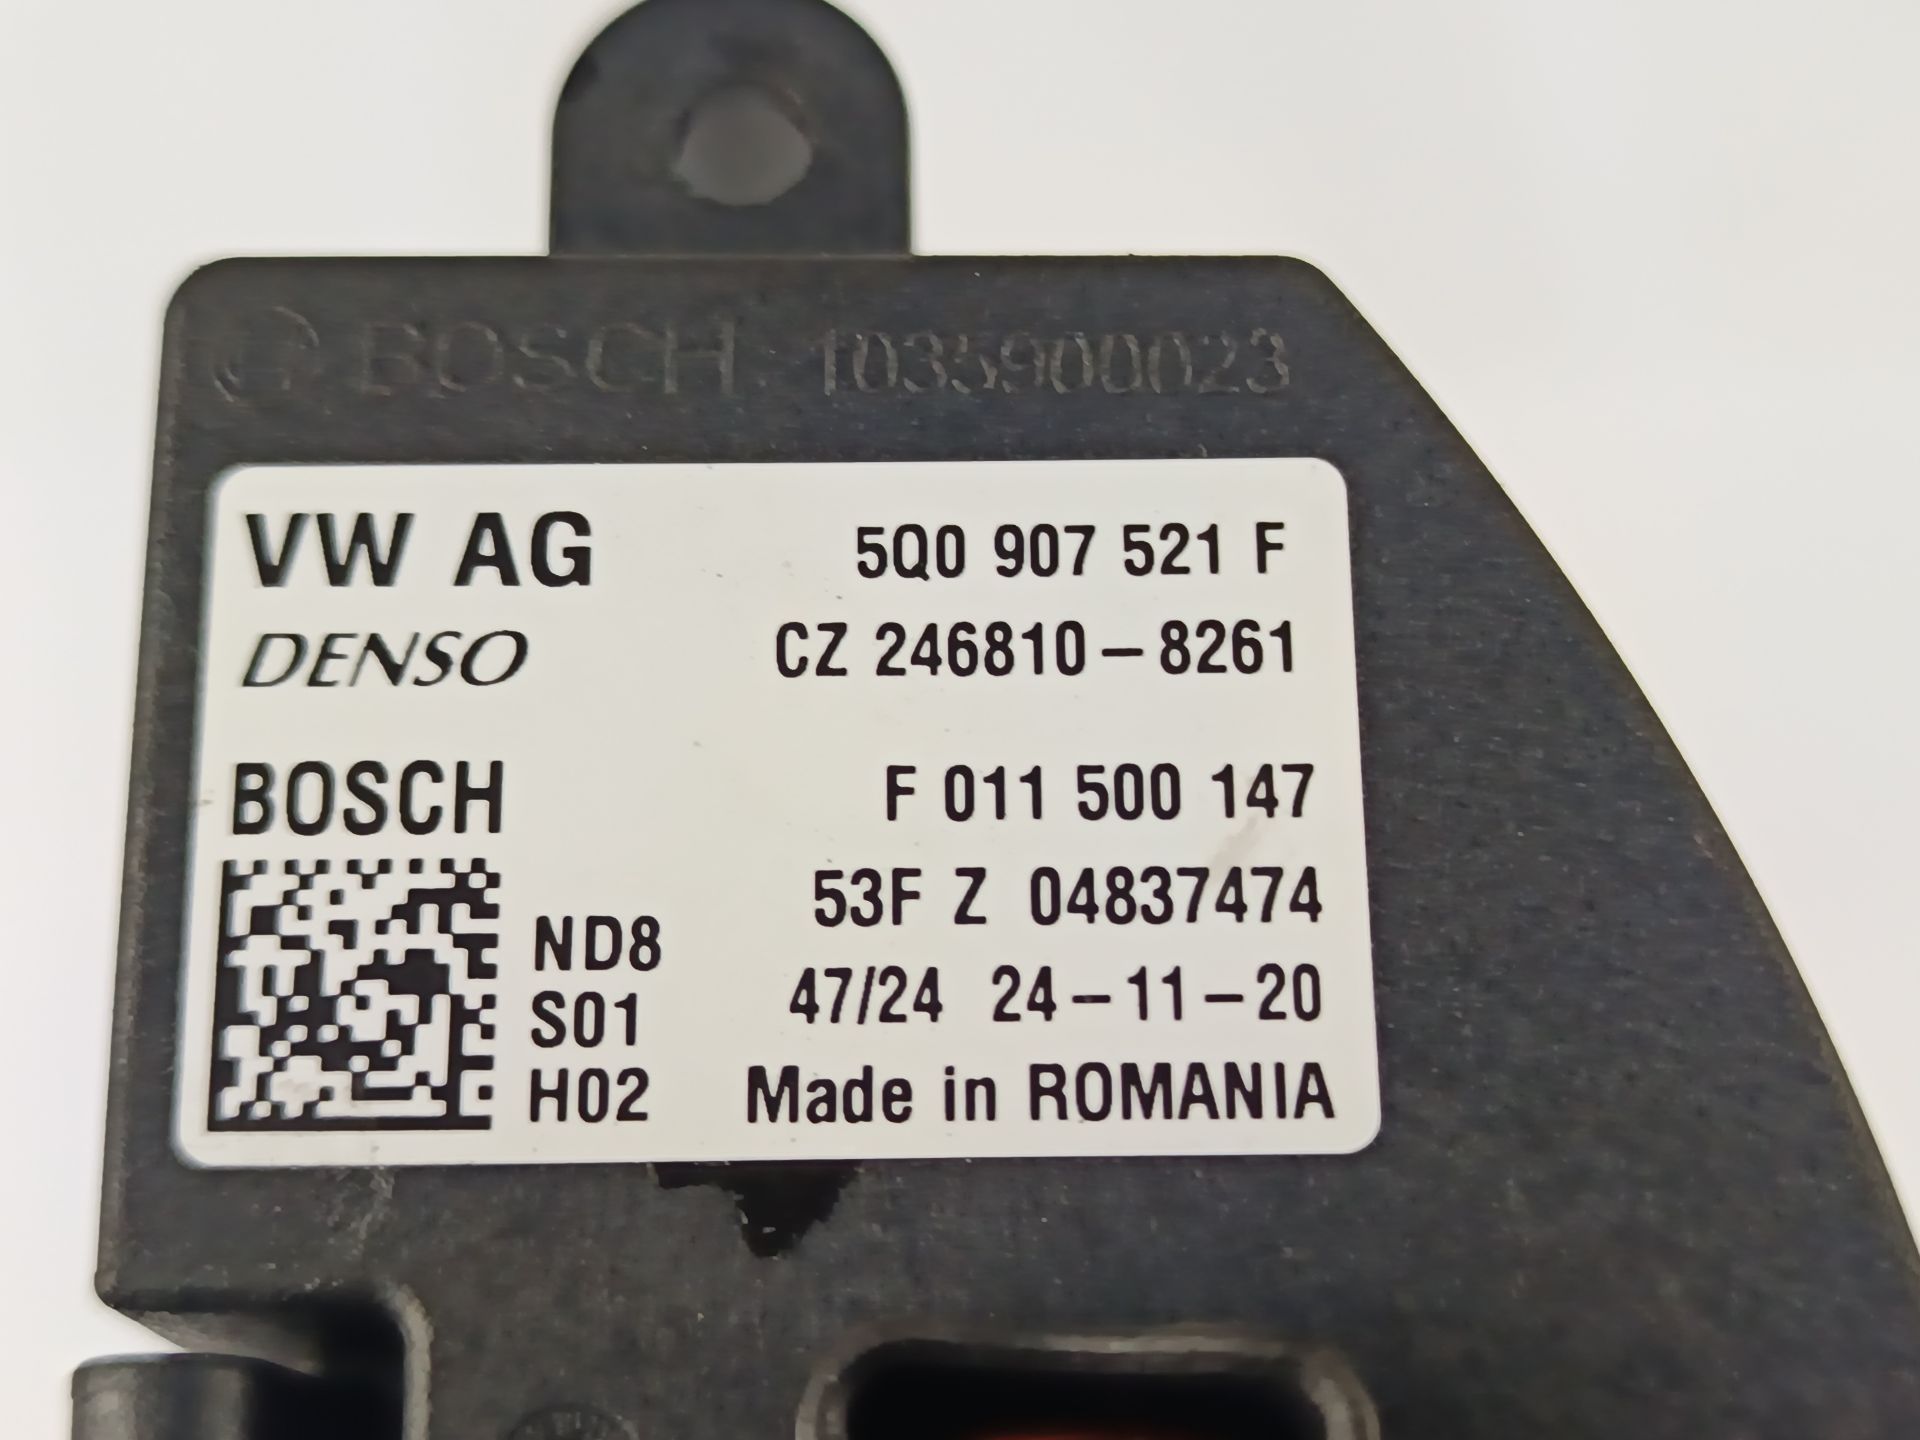 BOSCH 1035900023
VW AG 5Q0 907 521 F
DENSO CZ 246810-8261
BOSCH F 011 500 147
53F Z 04837474
ND8
47/24 24-11-20
S01
H02 Made in ROMANIA